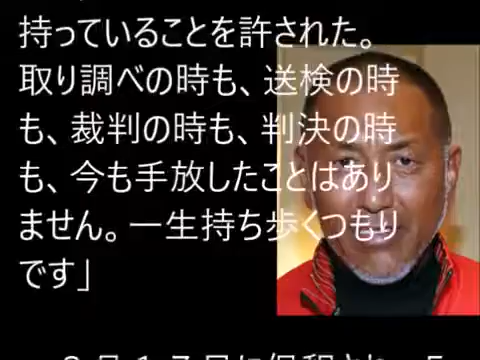 持っていることを許された。
取り調べの時も、送検の時
も、裁判の時も、判決の時
も、今も手放したことはあり
ません。一生持ち歩くつもり
です」